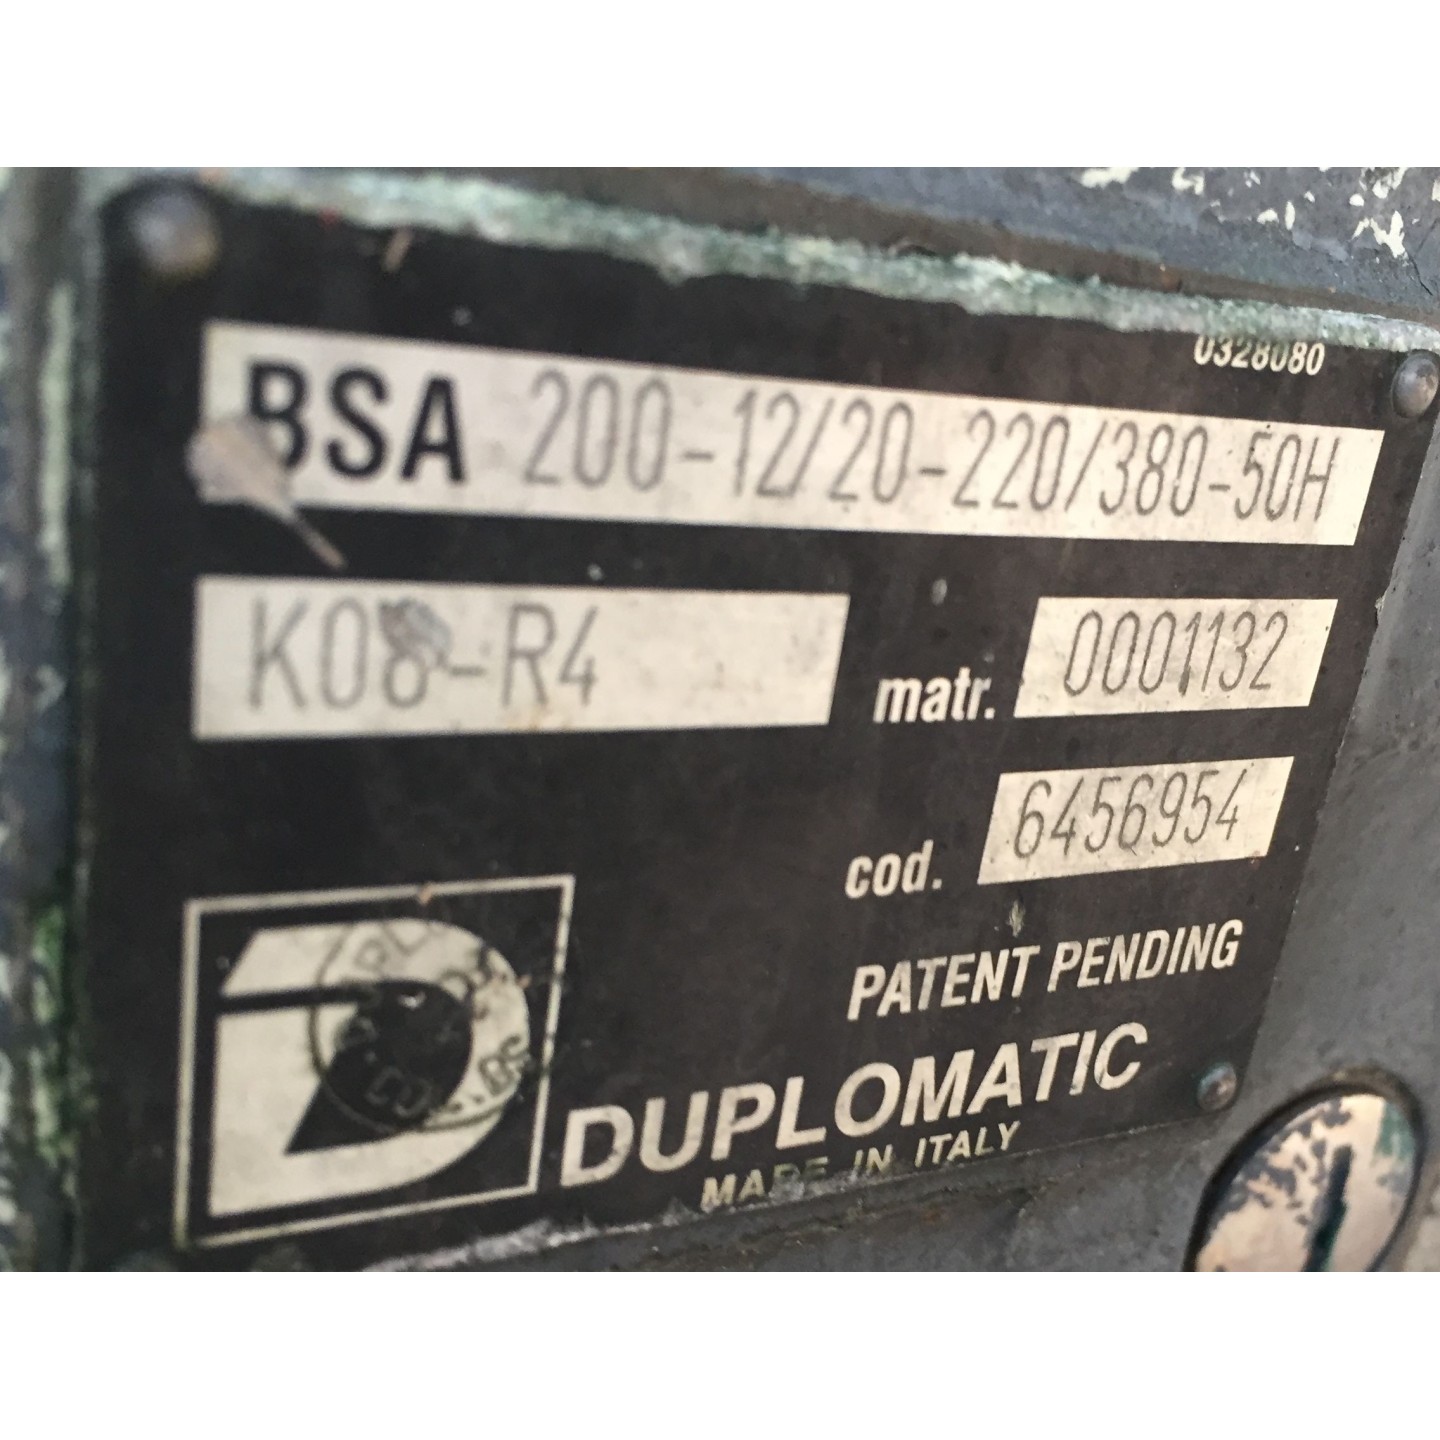 0328080
BSA 200-12/20-220/380-50H
K08-R4
matr. 0001132
cod. 6456954
PATENT PENDING
DUPLOMATIC
MADE IN ITALY